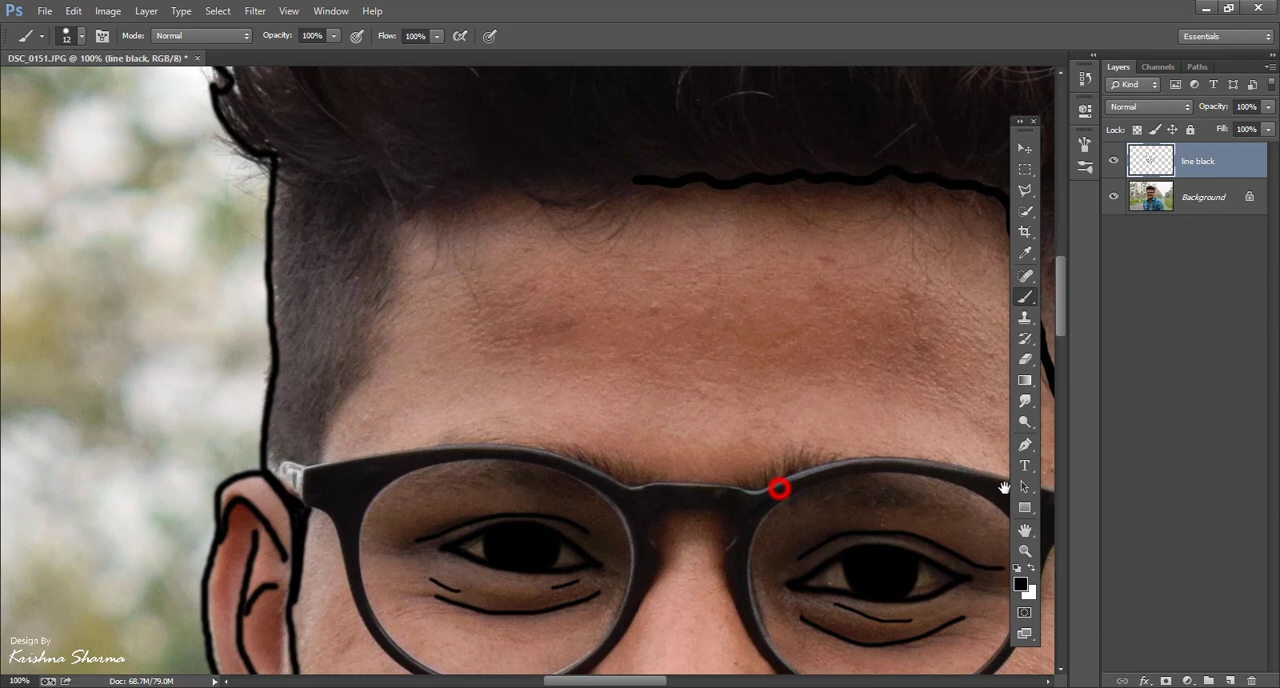 Ps File Edit Image Layer Type Select Filter View Window Help
12 Mode: Normal Opacity: 100% Flow: 100% Essentials
DSC_0151.JPG @ 100% (line black, RGB/8) * ×
Layers Channels Paths
Kind
Normal Opacity: 100%
Lock: Fill: 100%
line black
Background
Design By
Krishna Sharma
100% Doc: 68.7M/79.0M